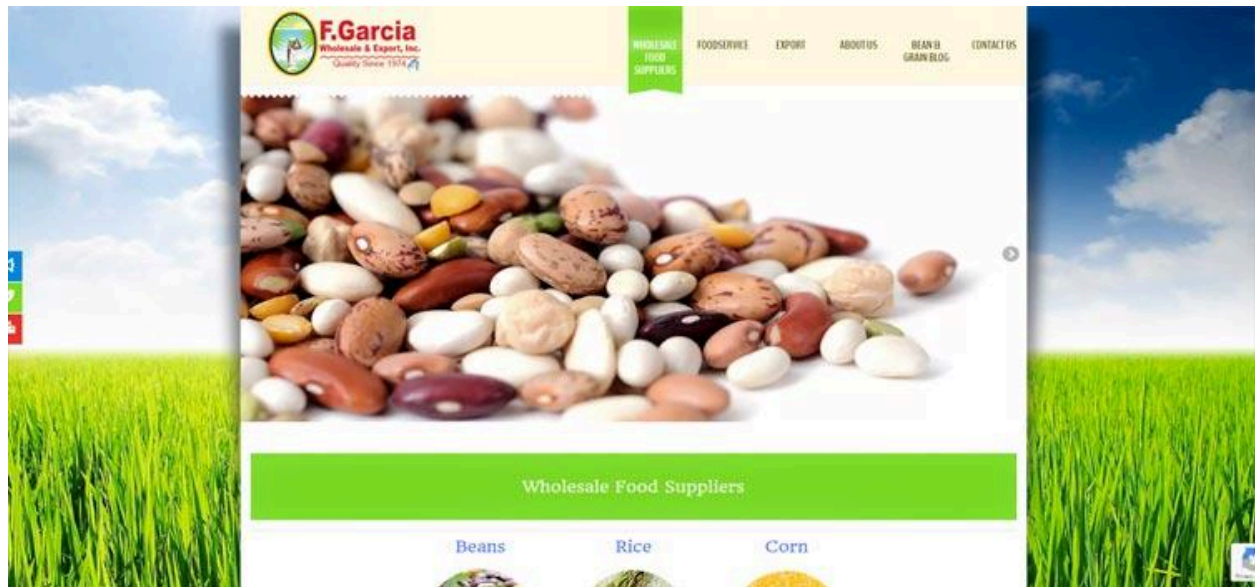 F.Garcia
Wholesale & Export, Inc.
Quality Since 1974
WHOLESALE
FOOD
SUPPLIERS
FOODSERVICE
EXPORT
ABOUT US
BEAN &
GRAIN BLOG
CONTACT US
Wholesale Food Suppliers
Beans
Rice
Corn